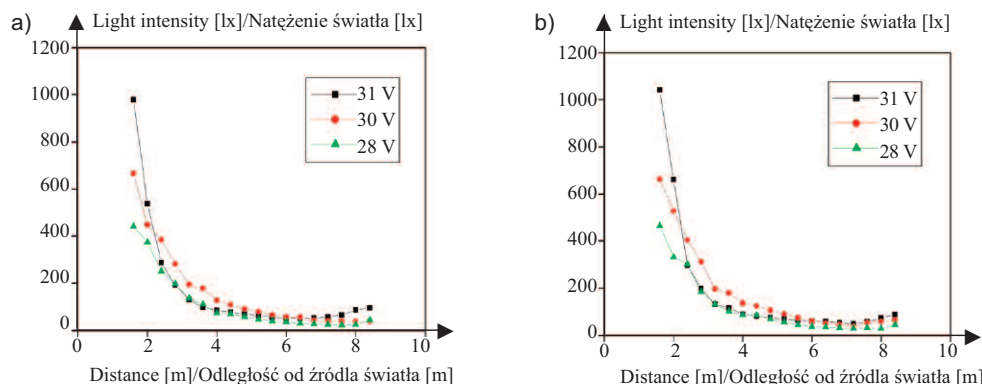 a)
Light intensity [lx]/Natężenie światła [lx]
1200
1000
800
600
400
200
0
31 V
30 V
28 V
0 2 4 6 8 10
Distance [m]/Odległość od źródla światła [m]
b)
Light intensity [lx]/Natężenie światła [lx]
1200
1000
800
600
400
200
0
31 V
30 V
28 V
0 2 4 6 8 10
Distance [m]/Odległość od źródla światła [m]